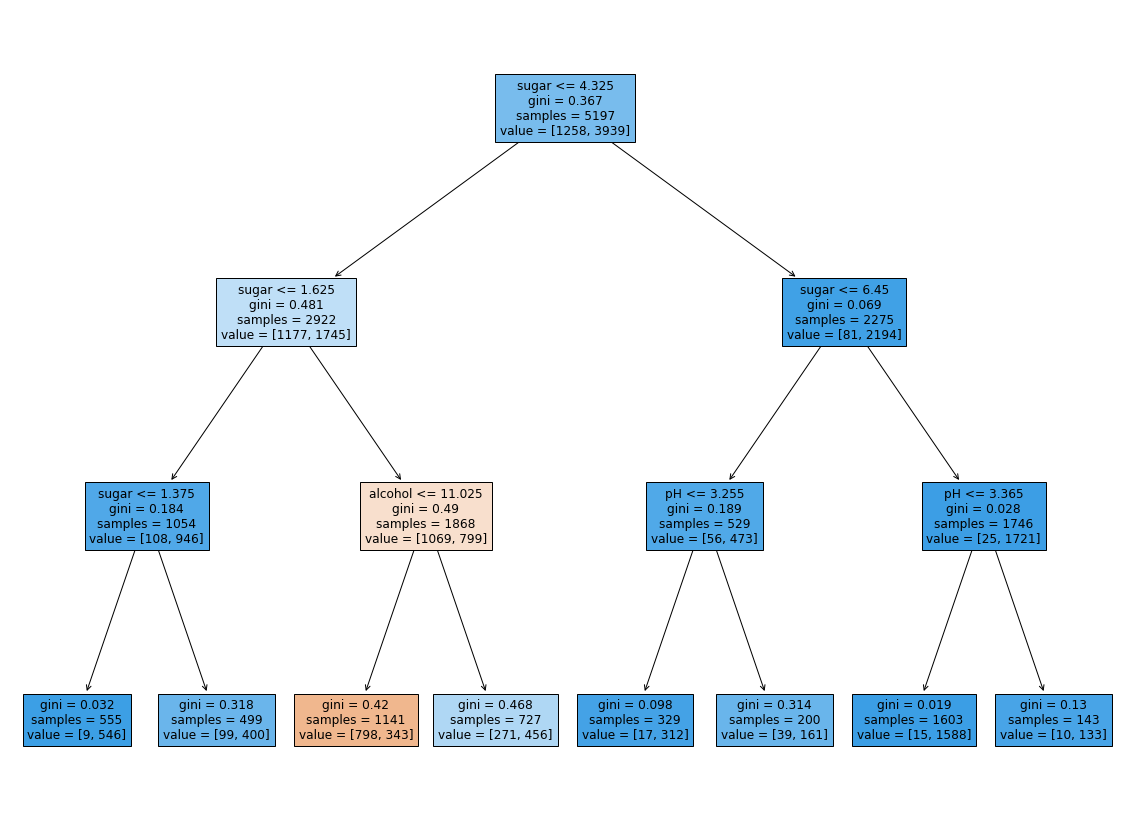 sugar <= 4.325
gini = 0.367
samples = 5197
value = [1258, 3939]
sugar <= 1.625
gini = 0.481
samples = 2922
value = [1177, 1745]
sugar <= 6.45
gini = 0.069
samples = 2275
value = [81, 2194]
sugar <= 1.375
gini = 0.184
samples = 1054
value = [108, 946]
alcohol <= 11.025
gini = 0.49
samples = 1868
value = [1069, 799]
pH <= 3.255
gini = 0.189
samples = 529
value = [56, 473]
pH <= 3.365
gini = 0.028
samples = 1746
value = [25, 1721]
gini = 0.032
samples = 555
value = [9, 546]
gini = 0.318
samples = 499
value = [99, 400]
gini = 0.42
samples = 1141
value = [798, 343]
gini = 0.468
samples = 727
value = [271, 456]
gini = 0.098
samples = 329
value = [17, 312]
gini = 0.314
samples = 200
value = [39, 161]
gini = 0.019
samples = 1603
value = [15, 1588]
gini = 0.13
samples = 143
value = [10, 133]